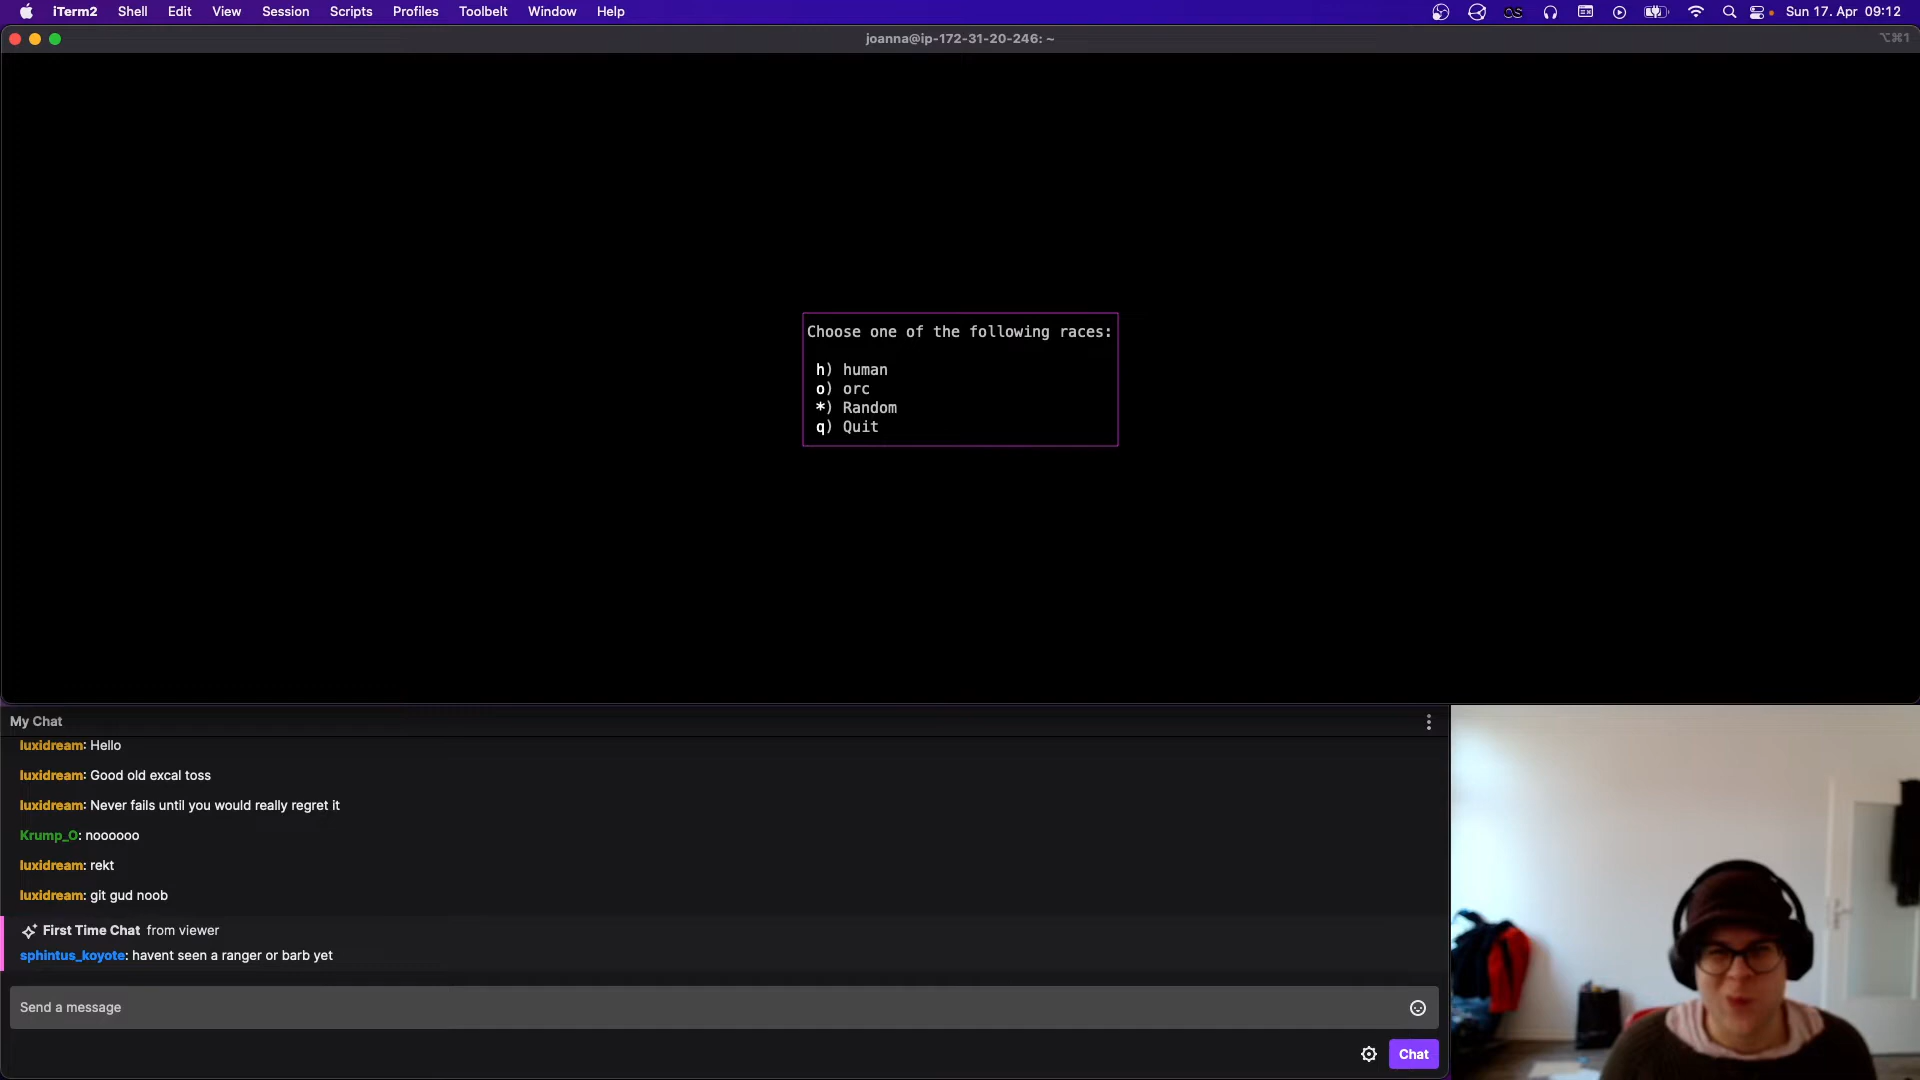 iTerm2 Shell Edit View Session Scripts Profiles Toolbelt Window Help Sun 17. Apr 09:12
joanna@ip-172-31-20-246: ~ ⌥⌘1
Choose one of the following races:
h) human
o) orc
*) Random
q) Quit
My Chat
luxidream: Hello
luxidream: Good old excal toss
luxidream: Never fails until you would really regret it
Krump_O: noooooo
luxidream: rekt
luxidream: git gud noob
First Time Chat from viewer
sphintus_koyote: havent seen a ranger or barb yet
Send a message
Chat